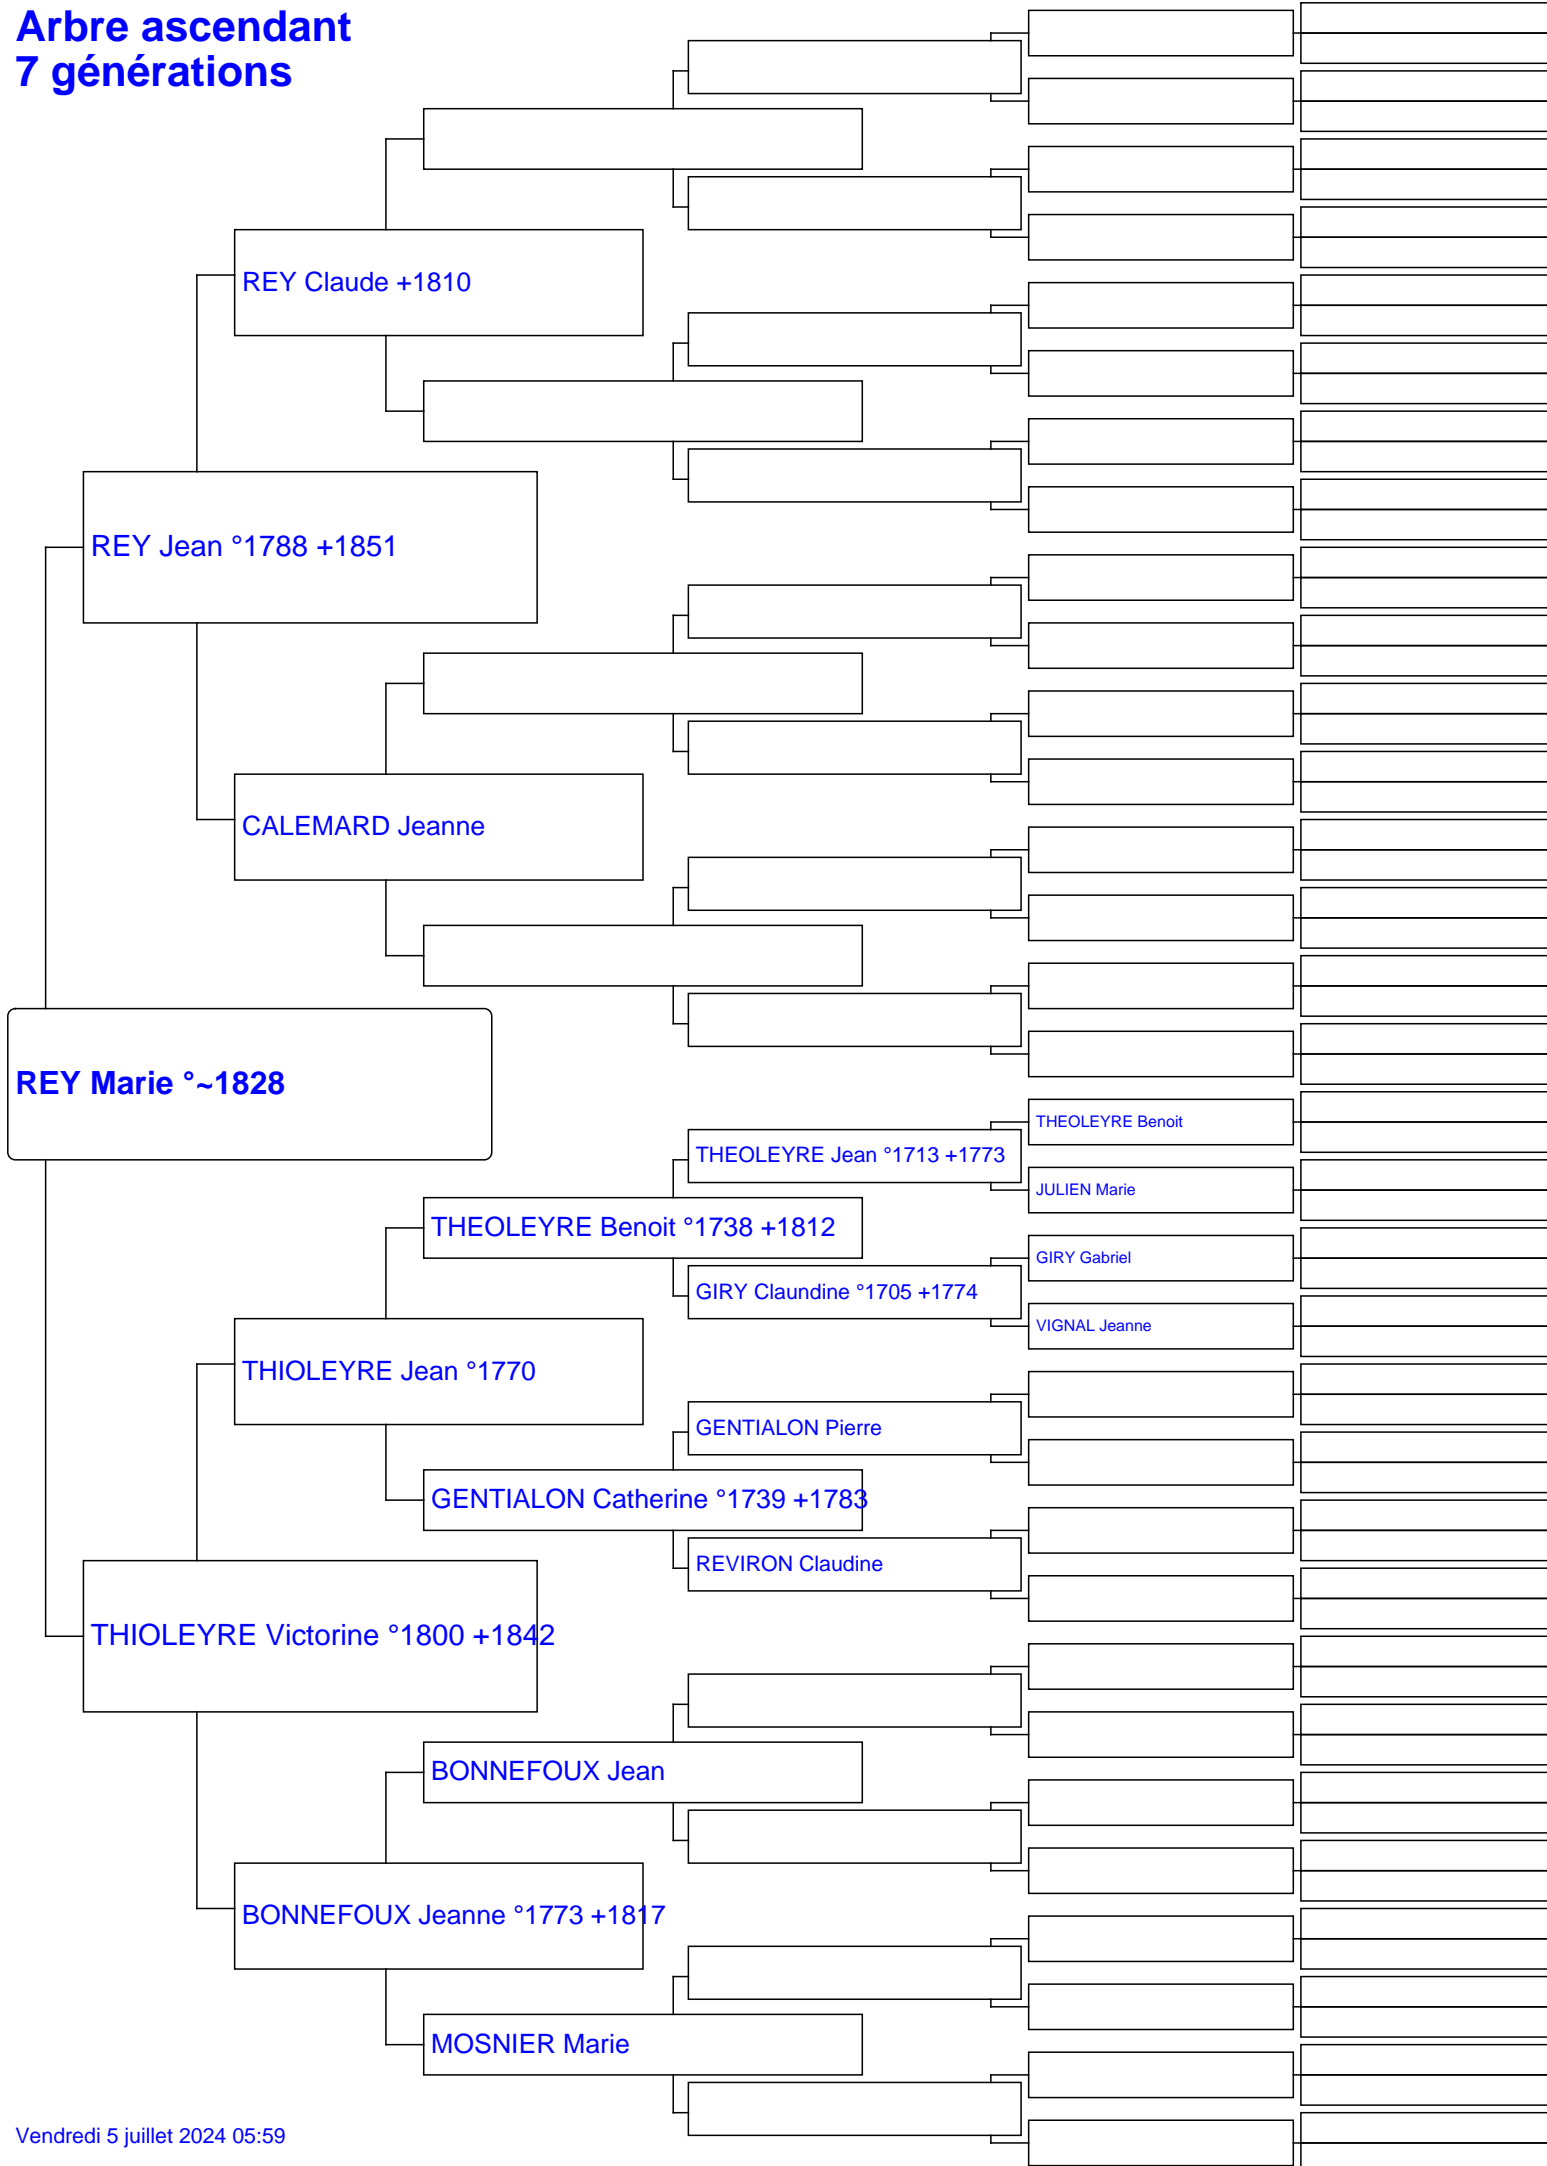 Arbre ascendant
7 générations
REY Claude +1810
REY Jean °1788 +1851
CALEMARD Jeanne
REY Marie °~1828
THEOLEYRE Benoit
THEOLEYRE Jean °1713 +1773
JULIEN Marie
THEOLEYRE Benoit °1738 +1812
GIRY Gabriel
GIRY Claundine °1705 +1774
VIGNAL Jeanne
THIOLEYRE Jean °1770
GENTIALON Pierre
GENTIALON Catherine °1739 +1783
REVIRON Claudine
THIOLEYRE Victorine °1800 +1842
BONNEFOUX Jean
BONNEFOUX Jeanne °1773 +1817
MOSNIER Marie
Vendredi 5 juillet 2024 05:59